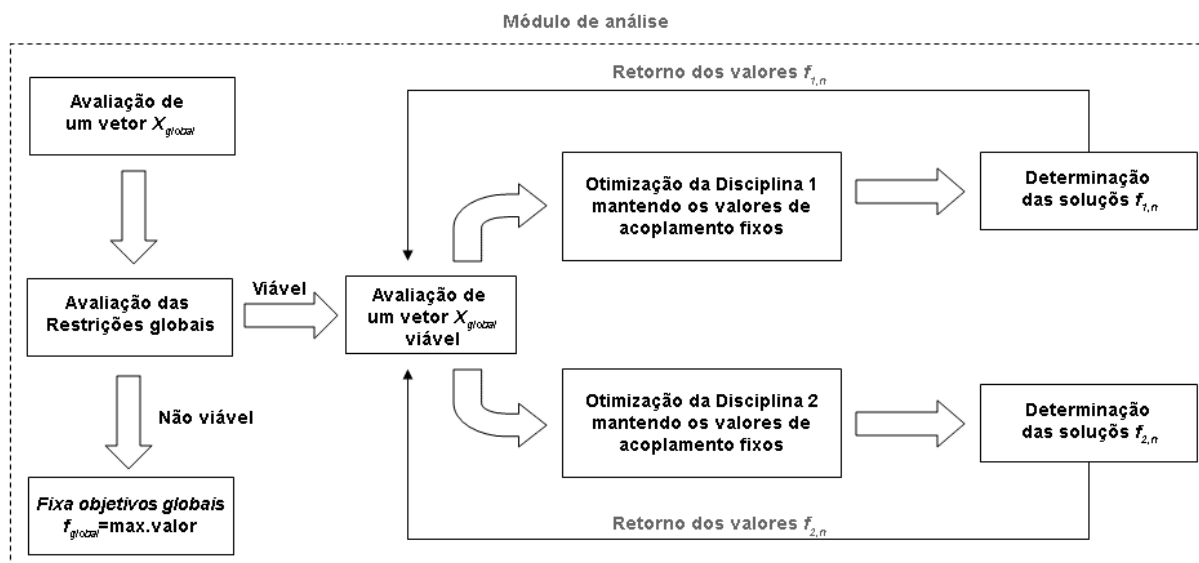 Módulo de análise
Retorno dos valores f1,n
Avaliação de
um vetor Xglobal
Otimização da Disciplina 1
mantendo os valores de
acoplamento fixos
Determinação
das soluçõs f1,n
Avaliação das
Restrições globais
Viável
Avaliação de
um vetor Xglobal
viável
Não viável
Otimização da Disciplina 2
mantendo os valores de
acoplamento fixos
Determinação
das soluçõs f2,n
Fixa objetivos globais
fglobal=max.valor
Retorno dos valores f2,n